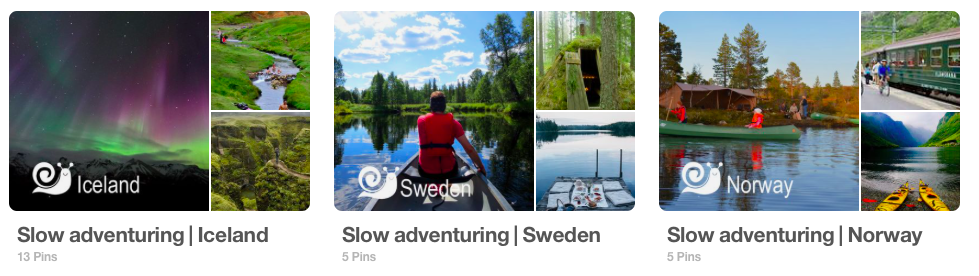 Iceland
Sweden
Norway
Slow adventuring | Iceland
13 Pins
Slow adventuring | Sweden
5 Pins
Slow adventuring | Norway
5 Pins